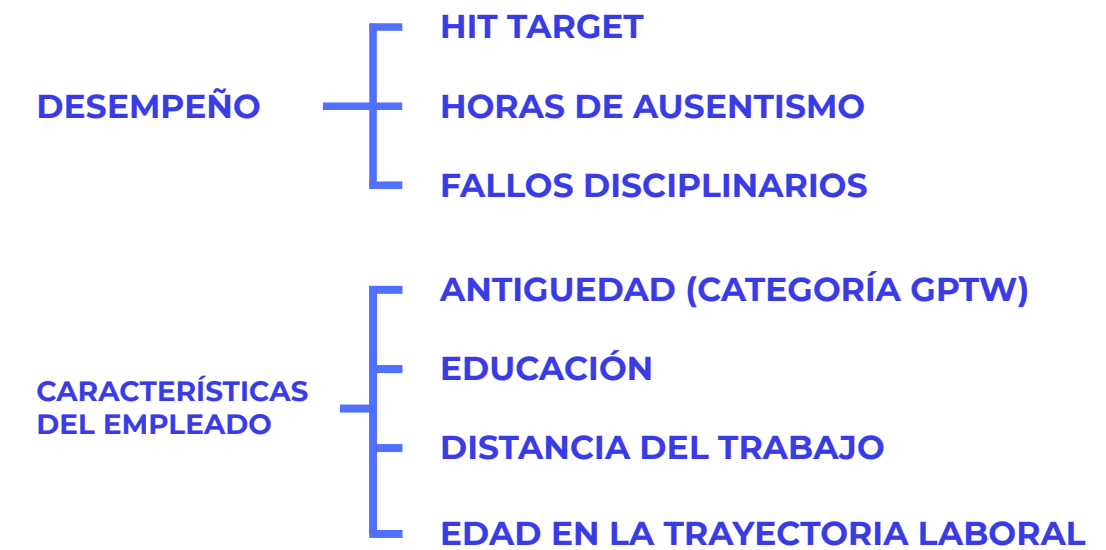 DESEMPEÑO
HIT TARGET
HORAS DE AUSENTISMO
FALLOS DISCIPLINARIOS
CARACTERÍSTICAS
DEL EMPLEADO
ANTIGUEDAD (CATEGORÍA GPTW)
EDUCACIÓN
DISTANCIA DEL TRABAJO
EDAD EN LA TRAYECTORIA LABORAL